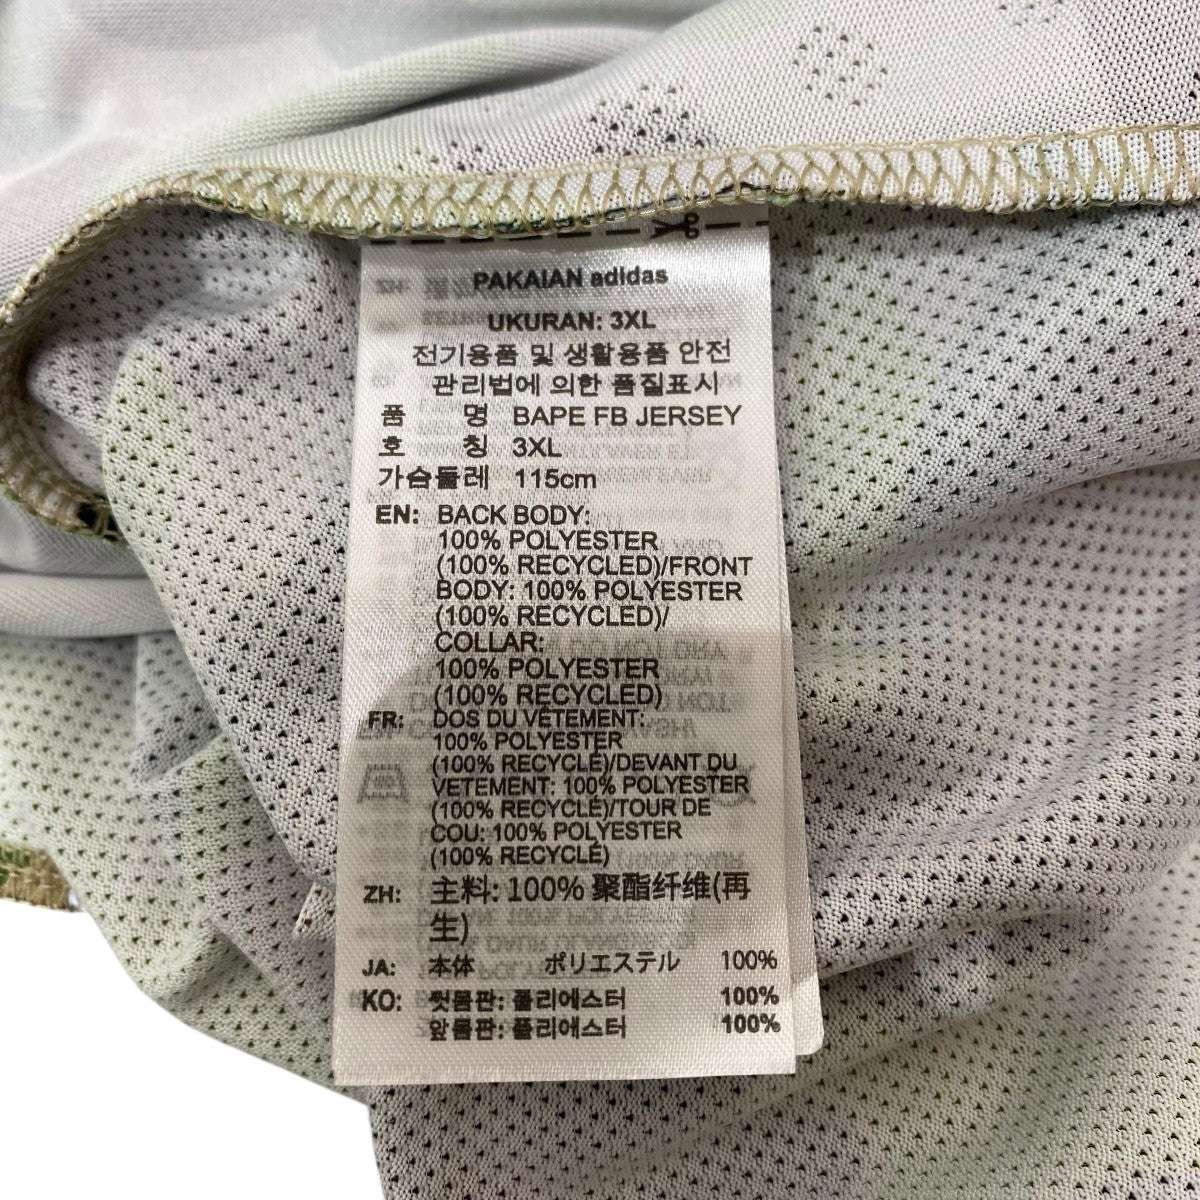 PAKAIAN adidas
UKURAN: 3XL
전기용품 및 생활용품 안전
관리법에 의한 품질표시
품 명 BAPE FB JERSEY
호 칭 3XL
가슴둘레 115cm
EN: BACK BODY:
100% POLYESTER
(100% RECYCLED)/FRONT
BODY: 100% POLYESTER
(100% RECYCLED)/
COLLAR:
100% POLYESTER
(100% RECYCLED)
FR: DOS DU VÊTEMENT:
100% POLYESTER
(100% RECYCLÉ)/DEVANT DU
VETEMENT: 100% POLYESTER
(100% RECYCLÉ)/TOUR DE
COU: 100% POLYESTER
(100% RECYCLÉ)
ZH: 主料: 100% 聚酯纤维(再
生)
JA: 本体 ポリエステル 100%
KO: 뒷몸판: 폴리에스터 100%
앞몸판: 폴리에스터 100%